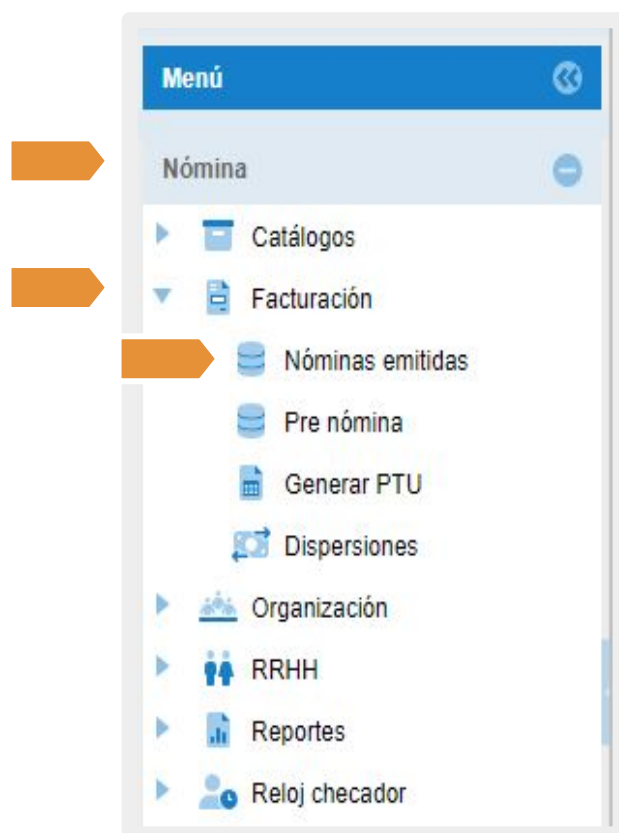 Menú
Nómina
Catálogos
Facturación
Nóminas emitidas
Pre nómina
Generar PTU
Dispersiones
Organización
RRHH
Reportes
Reloj checador